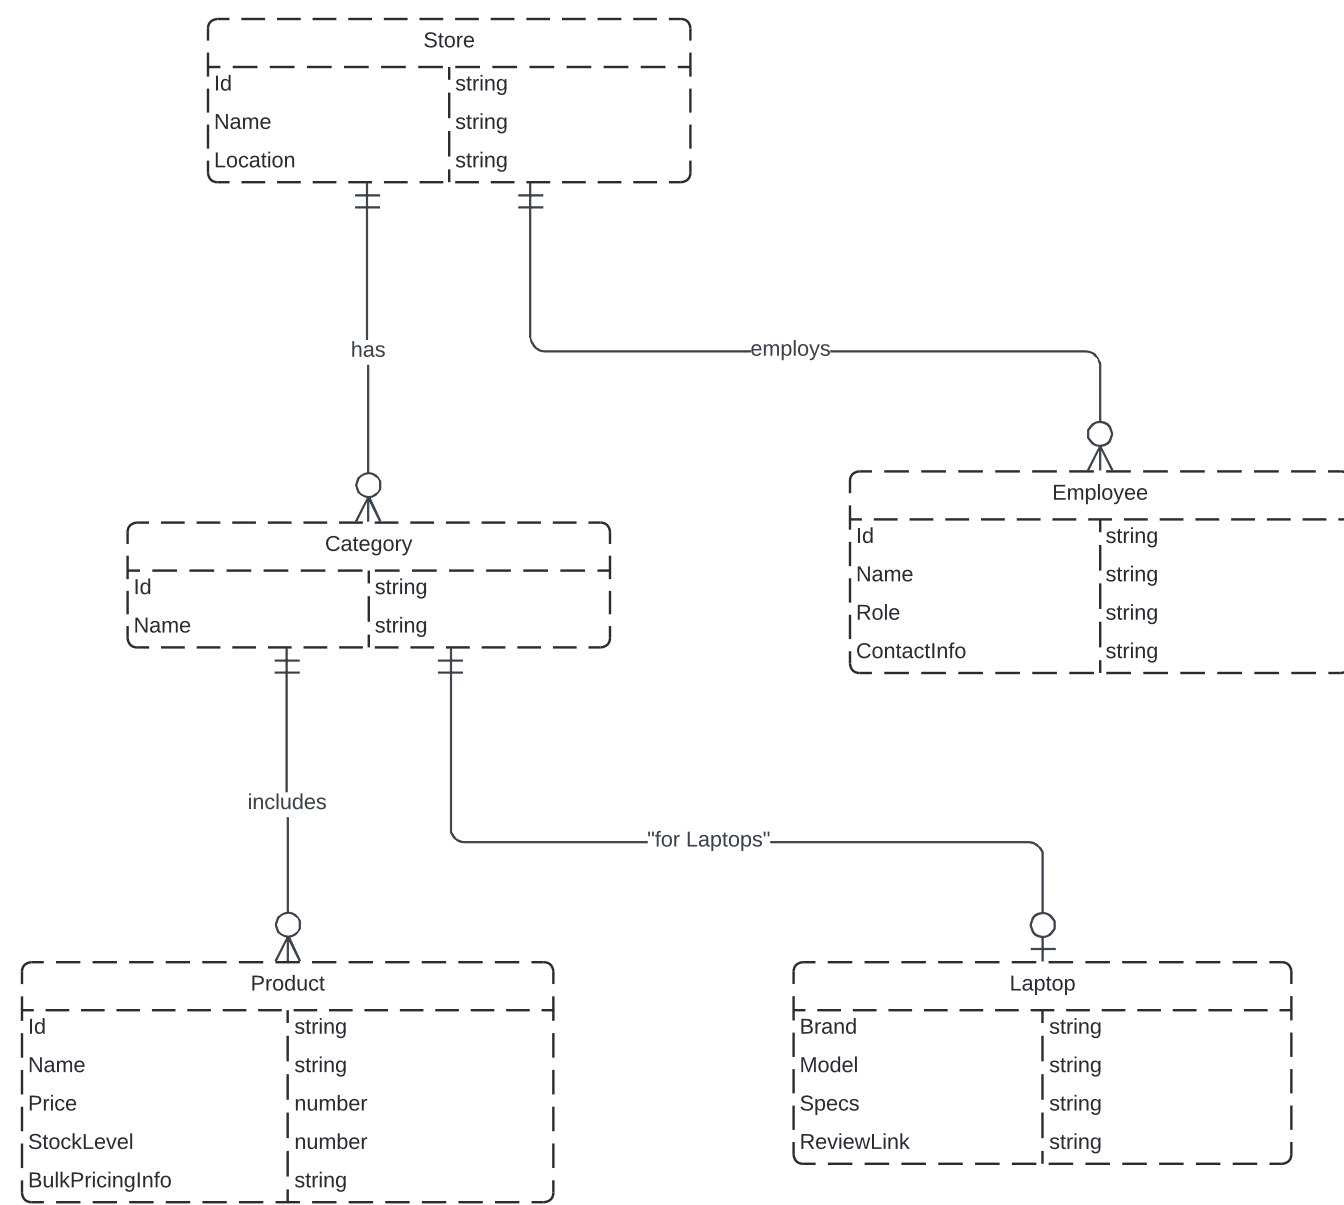 Store
Id string
Name string
Location string
has
employs
Employee
Id string
Name string
Role string
ContactInfo string
Category
Id string
Name string
includes
"for Laptops"
Product
Id string
Name string
Price number
StockLevel number
BulkPricingInfo string
Laptop
Brand string
Model string
Specs string
ReviewLink string